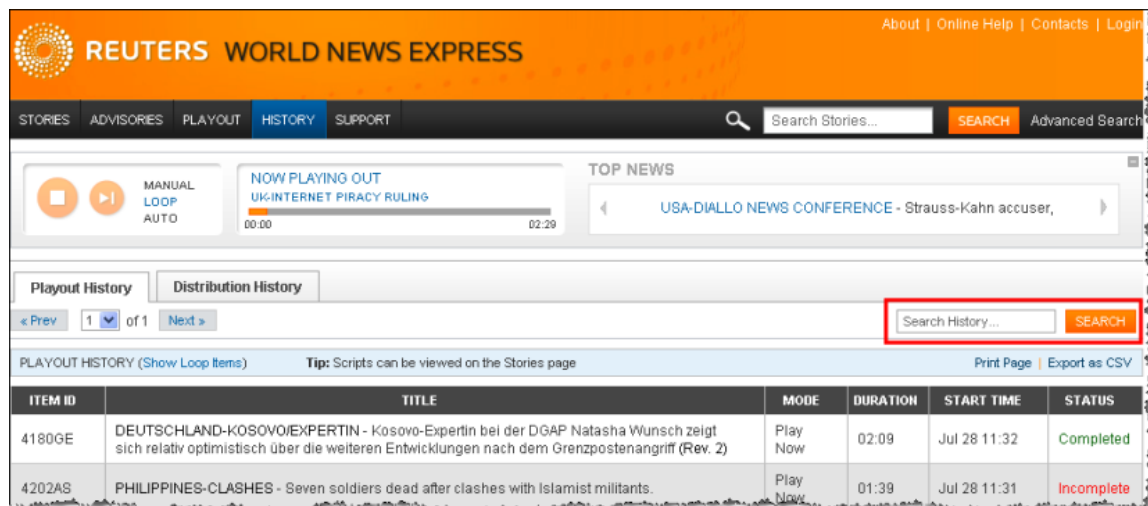 About | Online Help | Contacts | Login
REUTERS WORLD NEWS EXPRESS
STORIES ADVISORIES PLAYOUT HISTORY SUPPORT Search Stories... SEARCH Advanced Search
MANUAL
LOOP
AUTO
NOW PLAYING OUT
UK-INTERNET PIRACY RULING
00:00 02:29
TOP NEWS
USA-DIALLO NEWS CONFERENCE - Strauss-Kahn accuser,
Playout History Distribution History
« Prev 1 of 1 Next » Search History... SEARCH
PLAYOUT HISTORY (Show Loop Items) Tip: Scripts can be viewed on the Stories page Print Page | Export as CSV
ITEM ID TITLE MODE DURATION START TIME STATUS
4180GE DEUTSCHLAND-KOSOVO/EXPERTIN - Kosovo-Expertin bei der DGAP Natasha Wunsch zeigt
sich relativ optimistisch über die weiteren Entwicklungen nach dem Grenzpostenangriff (Rev. 2) Play
Now 02:09 Jul 28 11:32 Completed
4202AS PHILIPPINES-CLASHES - Seven soldiers dead after clashes with Islamist militants. Play
Now 01:39 Jul 28 11:31 Incomplete